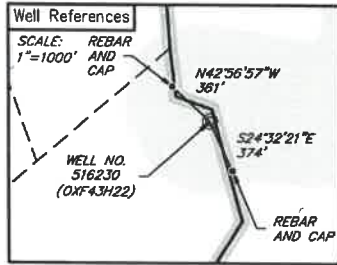 Well References
SCALE:
1"=1000'
REBAR
AND
CAP
N42°56'57"W
361'
S24°32'21"E
374'
WELL NO.
516230
(OXF43H22)
REBAR
AND CAP